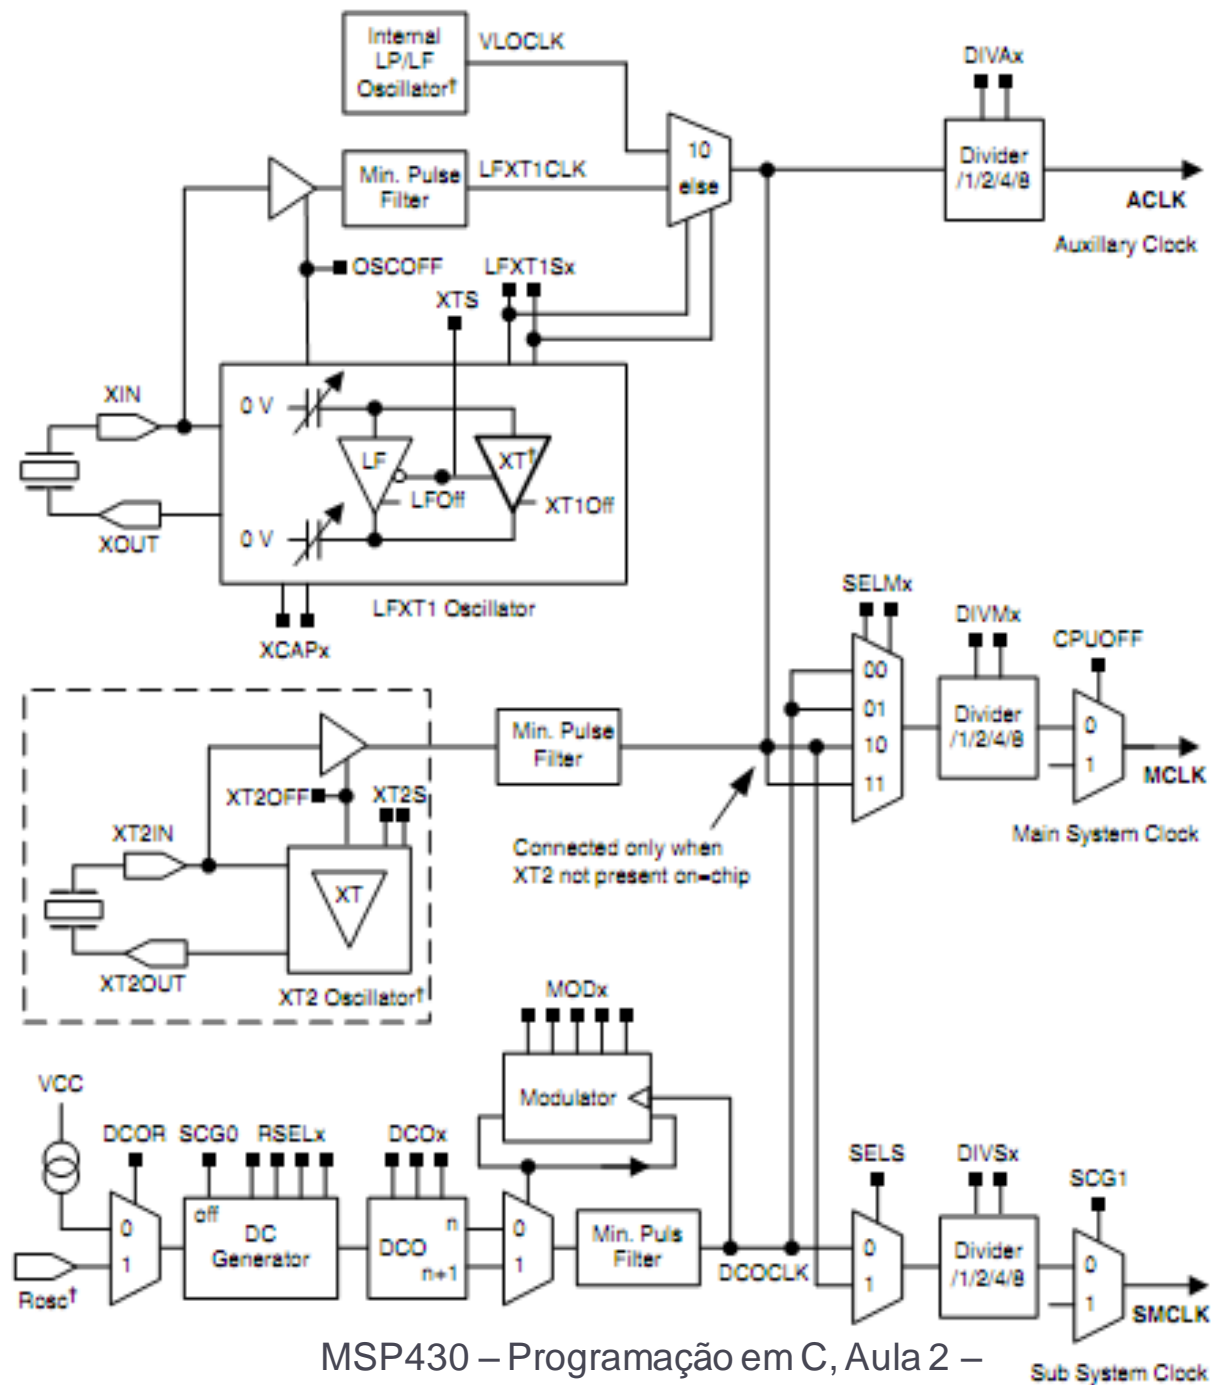 Internal
LP/LF
Oscillator†
VLOCLK
DIVAx
10
else
Min. Pulse
Filter
LFXT1CLK
Divider
/1/2/4/8
ACLK
Auxillary Clock
OSCOFF
LFXT1Sx
XTS
XIN
0 V
LF
XT†
LFOff
XT1Off
0 V
XOUT
LFXT1 Oscillator
XCAPx
SELMx
DIVMx
CPUOFF
00
01
10
11
Divider
/1/2/4/8
0
1
MCLK
Main System Clock
Min. Pulse
Filter
XT2OFF
XT2S
XT2IN
XT
XT2OUT
XT2 Oscillator†
Connected only when
XT2 not present on-chip
MODx
Modulator
VCC
DCOR
SCG0
RSELx
DCOx
0
1
off
DC
Generator
n
DCO
n+1
0
1
Min. Puls
Filter
DCOCLK
Rosc†
SELS
DIVSx
SCG1
0
1
Divider
/1/2/4/8
0
1
SMCLK
Sub System Clock
MSP430 – Programação em C, Aula 2 –